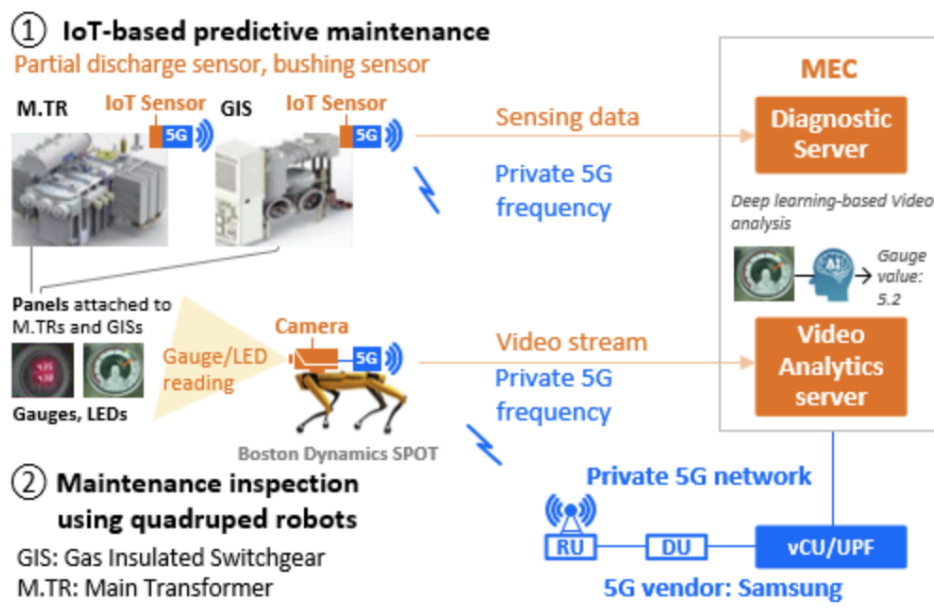 ① IoT-based predictive maintenance
Partial discharge sensor, bushing sensor
M.TR
IoT Sensor
5G
GIS
IoT Sensor
5G
Sensing data
Private 5G
frequency
MEC
Diagnostic
Server
Deep learning-based Video
analysis
AI
Gauge
value:
5.2
Panels attached to
M.TRs and GISs
Gauges, LEDs
Gauge/LED
reading
Camera
5G
Boston Dynamics SPOT
Video stream
Private 5G
frequency
Video
Analytics
server
② Maintenance inspection
using quadruped robots
GIS: Gas Insulated Switchgear
M.TR: Main Transformer
Private 5G network
RU
DU
vCU/UPF
5G vendor: Samsung